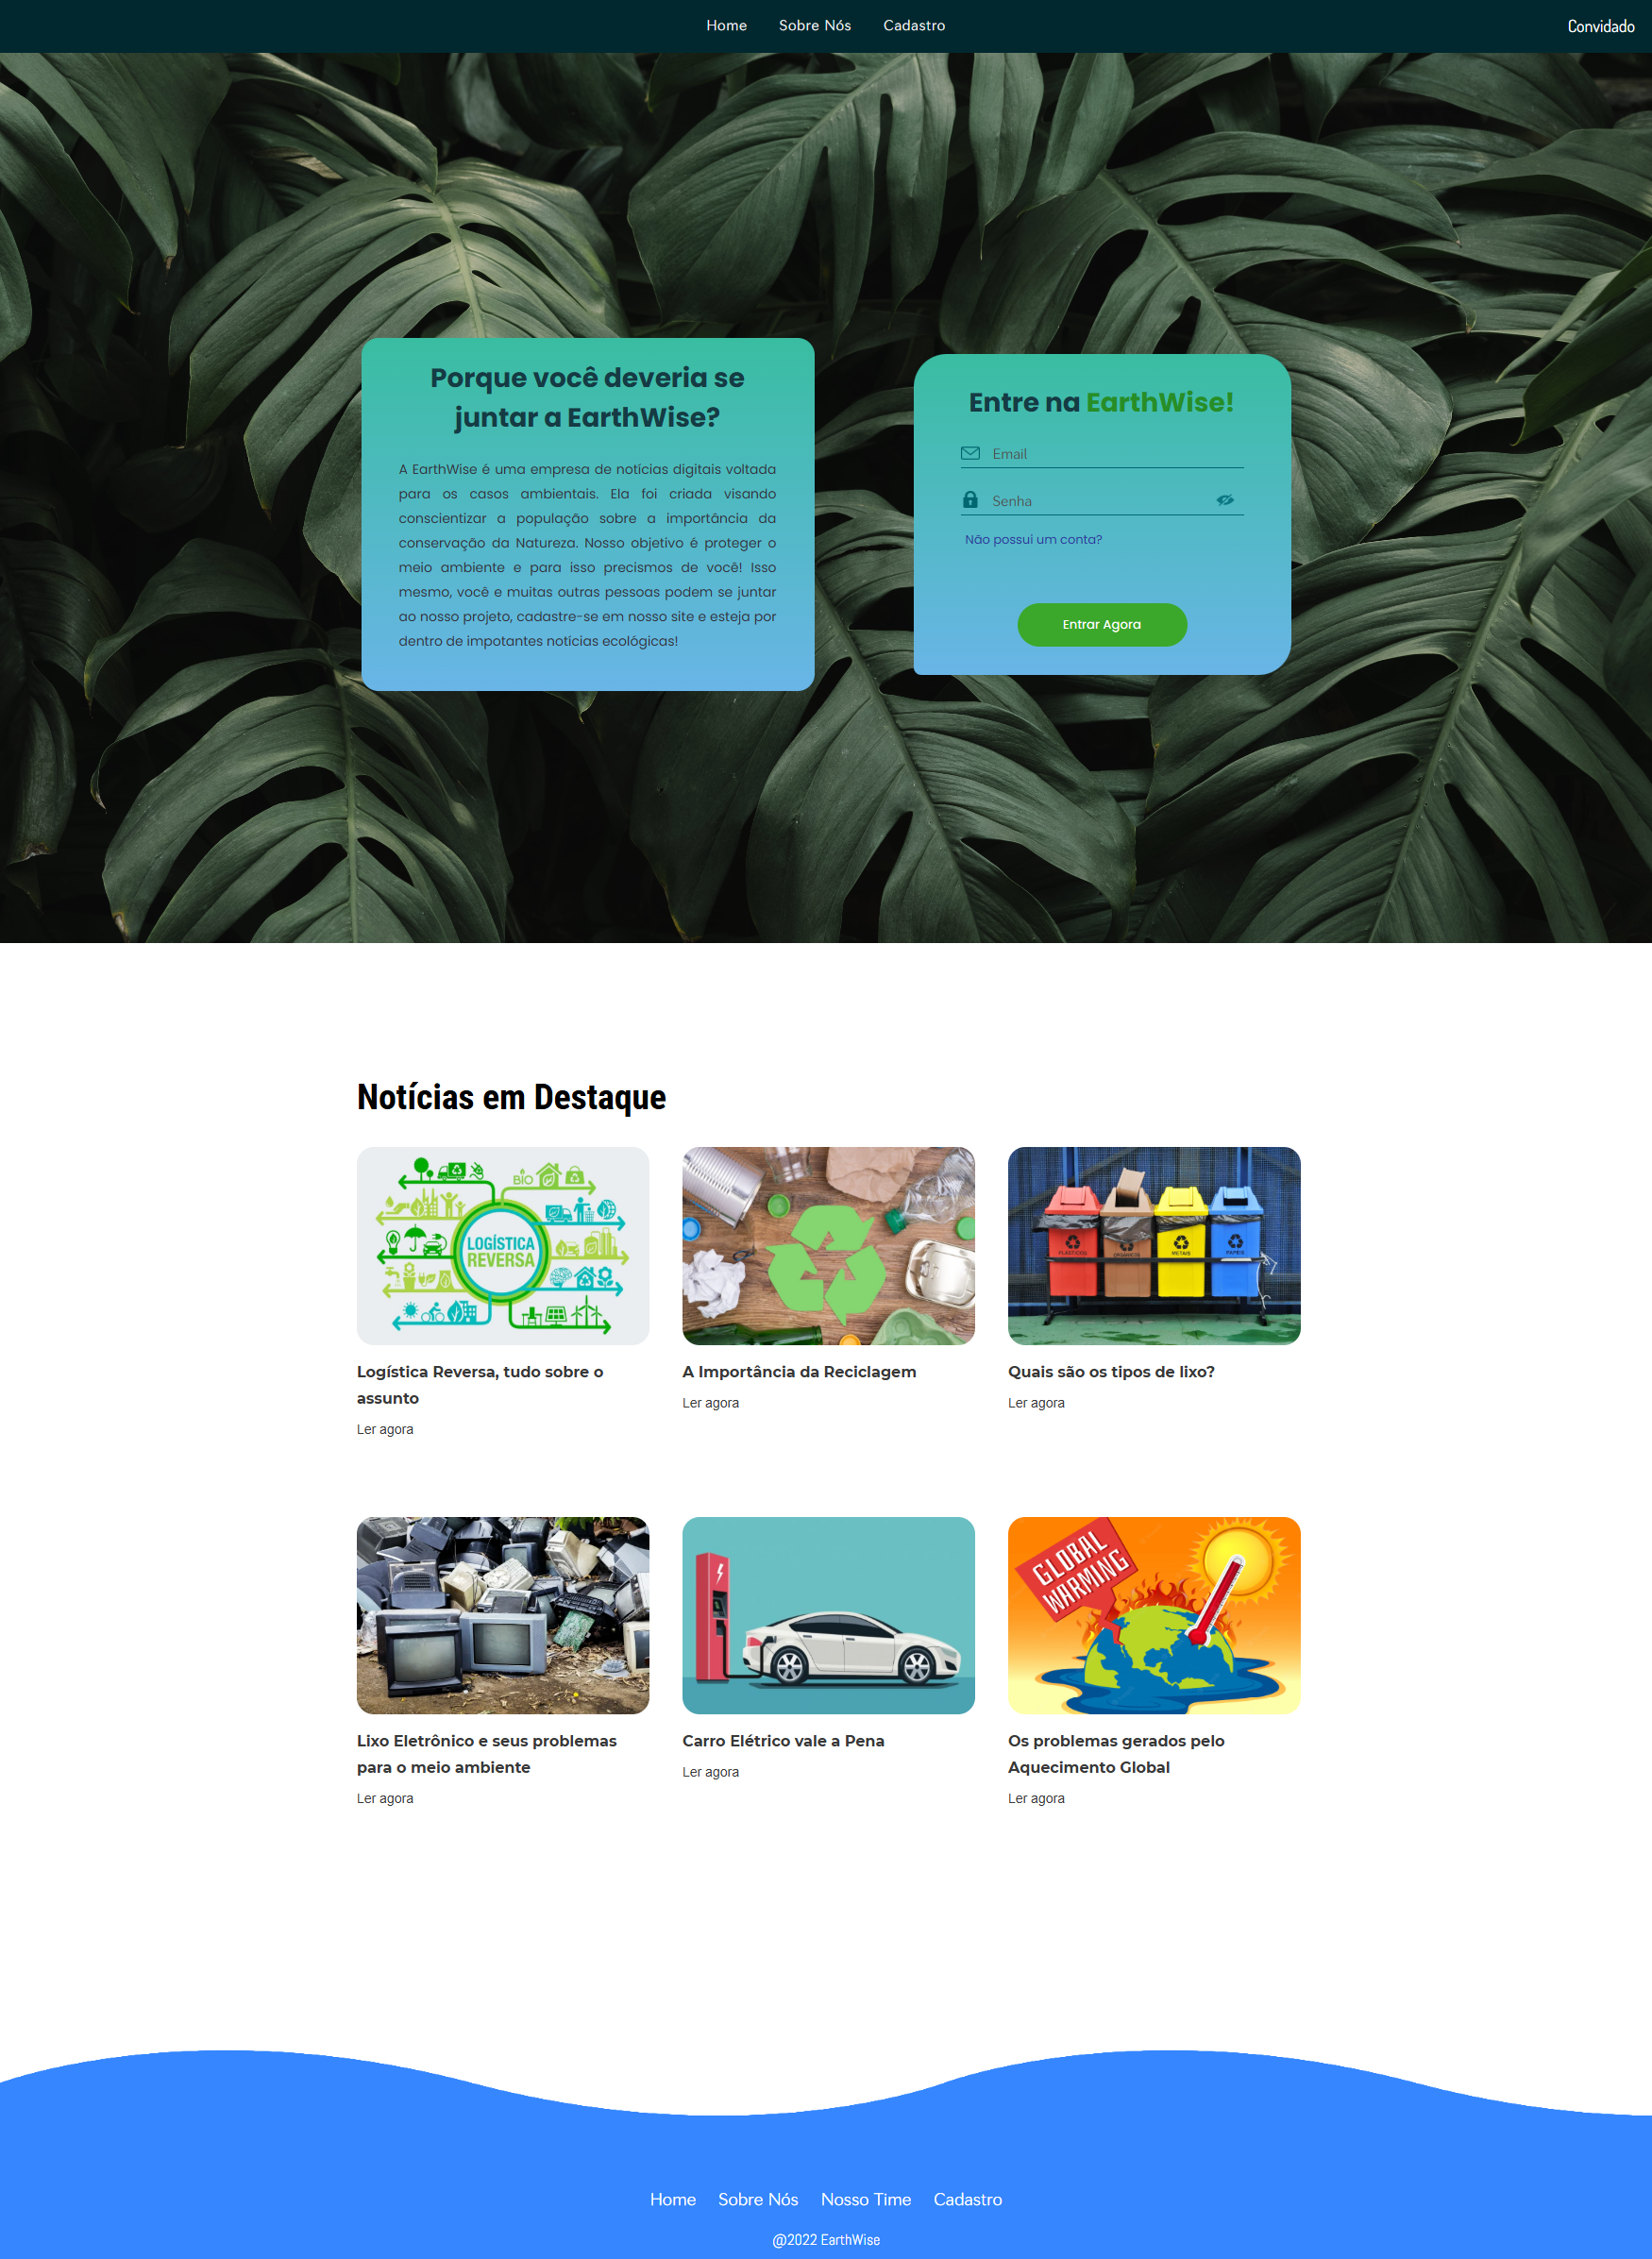 Home Sobre Nós Cadastro Convidado
Porque você deveria se
juntar a EarthWise?
A EarthWise é uma empresa de notícias digitais voltada
para os casos ambientais. Ela foi criada visando
conscientizar a população sobre a importância da
conservação da Natureza. Nosso objetivo é proteger o
meio ambiente e para isso precismos de você! Isso
mesmo, você e muitas outras pessoas podem se juntar
ao nosso projeto, cadastre-se em nosso site e esteja por
dentro de impotantes notícias ecológicas!
Entre na EarthWise!
Email
Senha
Não possui um conta?
Entrar Agora
Notícias em Destaque
BIO
LOGÍSTICA
REVERSA
PLÁSTICOS ORGÂNICOS METAIS PAPÉIS
Logística Reversa, tudo sobre o
assunto
Ler agora
A Importância da Reciclagem
Ler agora
Quais são os tipos de lixo?
Ler agora
GLOBAL
WARMING
Lixo Eletrônico e seus problemas
para o meio ambiente
Ler agora
Carro Elétrico vale a Pena
Ler agora
Os problemas gerados pelo
Aquecimento Global
Ler agora
Home Sobre Nós Nosso Time Cadastro
@2022 EarthWise